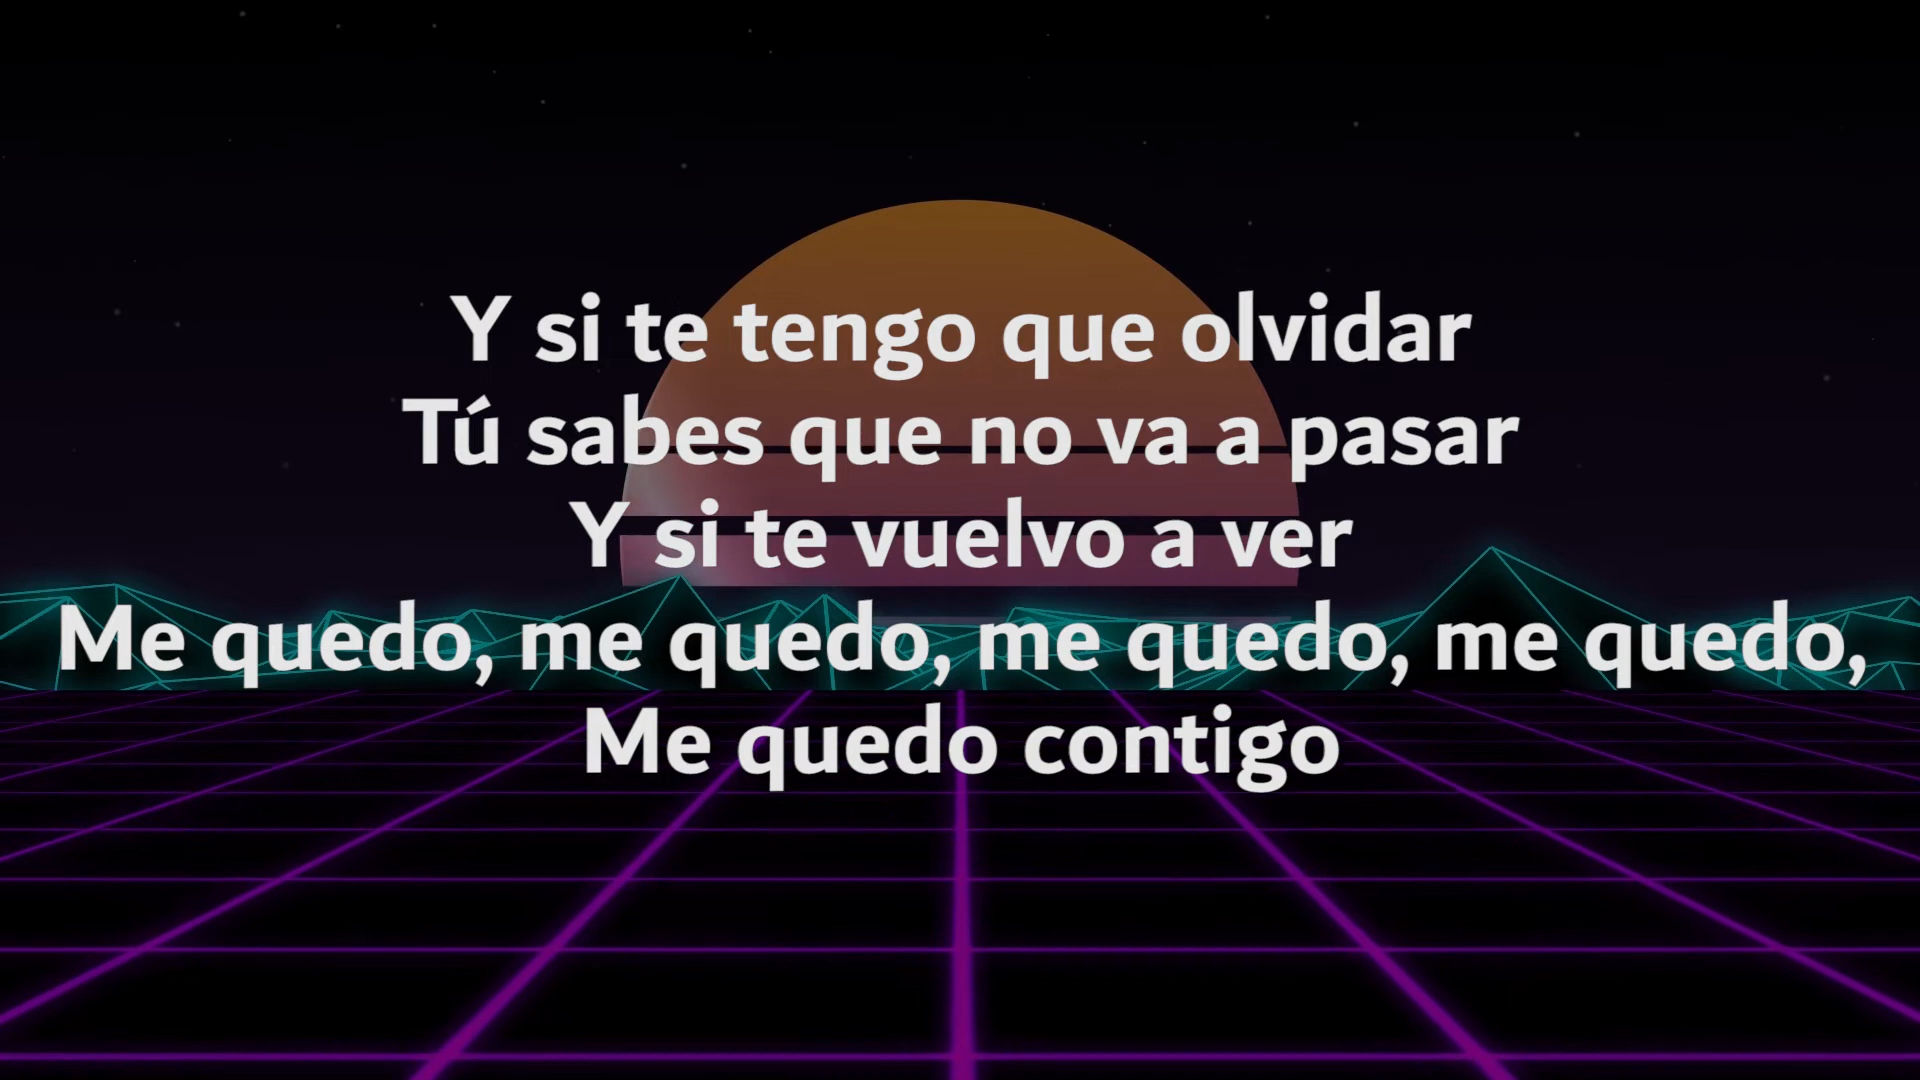 Y si te tengo que olvidar
Tú sabes que no va a pasar
Y si te vuelvo a ver
Me quedo, me quedo, me quedo, me quedo,
Me quedo contigo